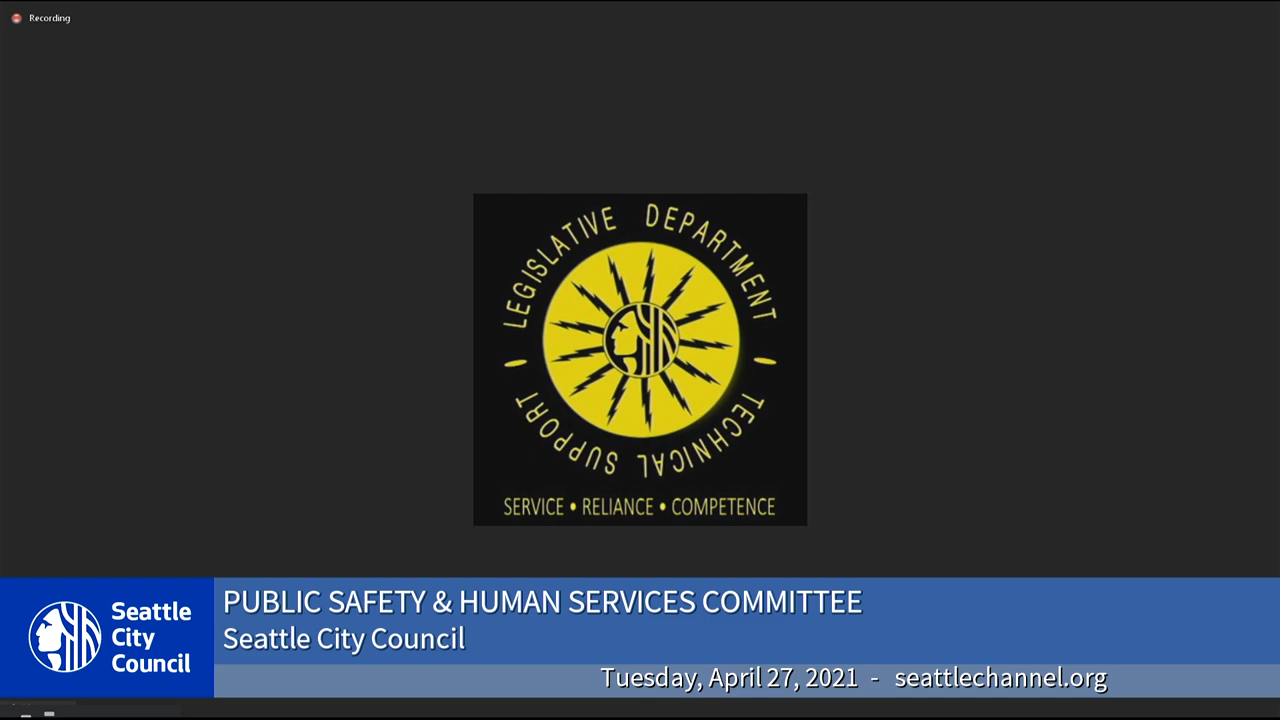 Recording
LEGISLATIVE DEPARTMENT
TECHNICAL SUPPORT
SERVICE • RELIANCE • COMPETENCE
Seattle
City
Council
PUBLIC SAFETY & HUMAN SERVICES COMMITTEE
Seattle City Council
Tuesday, April 27, 2021 - seattlechannel.org